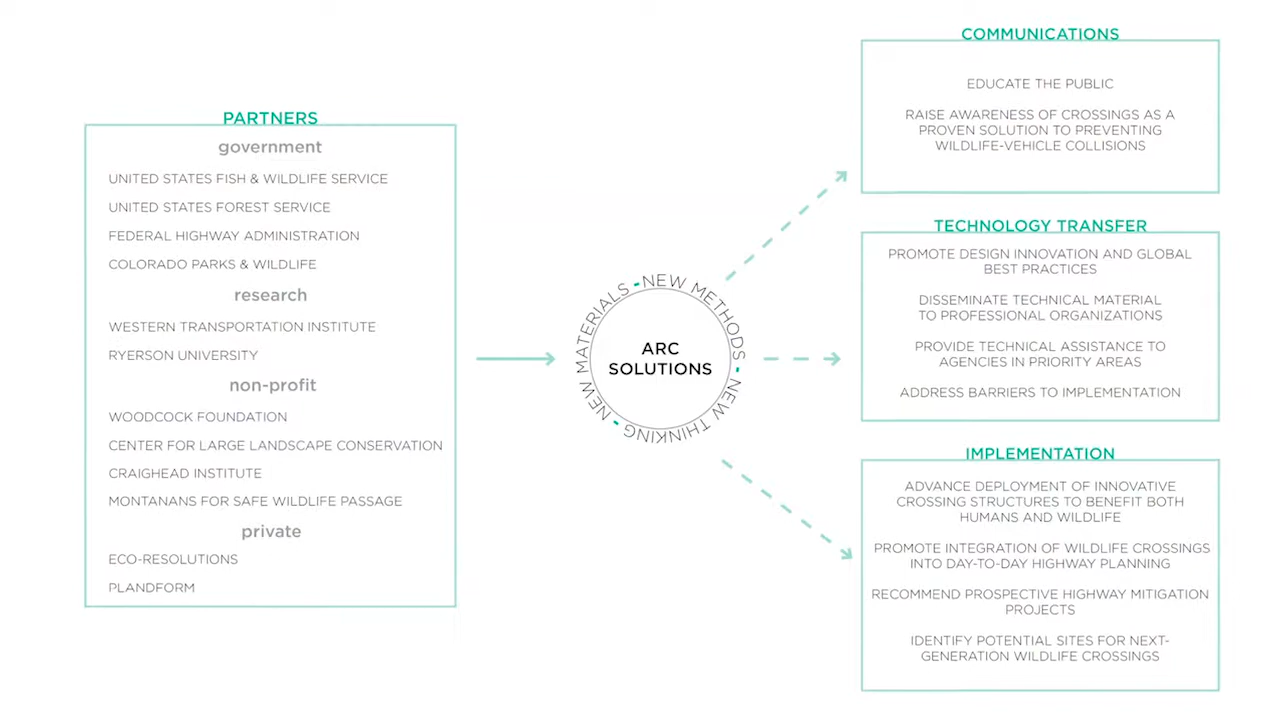 PARTNERS
government
UNITED STATES FISH & WILDLIFE SERVICE
UNITED STATES FOREST SERVICE
FEDERAL HIGHWAY ADMINISTRATION
COLORADO PARKS & WILDLIFE
research
WESTERN TRANSPORTATION INSTITUTE
RYERSON UNIVERSITY
non-profit
WOODCOCK FOUNDATION
CENTER FOR LARGE LANDSCAPE CONSERVATION
CRAIGHEAD INSTITUTE
MONTANANS FOR SAFE WILDLIFE PASSAGE
private
ECO-RESOLUTIONS
PLANDFORM
NEW MATERIALS - NEW METHODS - NEW THINKING -
ARC
SOLUTIONS
COMMUNICATIONS
EDUCATE THE PUBLIC
RAISE AWARENESS OF CROSSINGS AS A
PROVEN SOLUTION TO PREVENTING
WILDLIFE-VEHICLE COLLISIONS
TECHNOLOGY TRANSFER
PROMOTE DESIGN INNOVATION AND GLOBAL
BEST PRACTICES
DISSEMINATE TECHNICAL MATERIAL
TO PROFESSIONAL ORGANIZATIONS
PROVIDE TECHNICAL ASSISTANCE TO
AGENCIES IN PRIORITY AREAS
ADDRESS BARRIERS TO IMPLEMENTATION
IMPLEMENTATION
ADVANCE DEPLOYMENT OF INNOVATIVE
CROSSING STRUCTURES TO BENEFIT BOTH
HUMANS AND WILDLIFE
PROMOTE INTEGRATION OF WILDLIFE CROSSINGS
INTO DAY-TO-DAY HIGHWAY PLANNING
RECOMMEND PROSPECTIVE HIGHWAY MITIGATION
PROJECTS
IDENTIFY POTENTIAL SITES FOR NEXT-
GENERATION WILDLIFE CROSSINGS